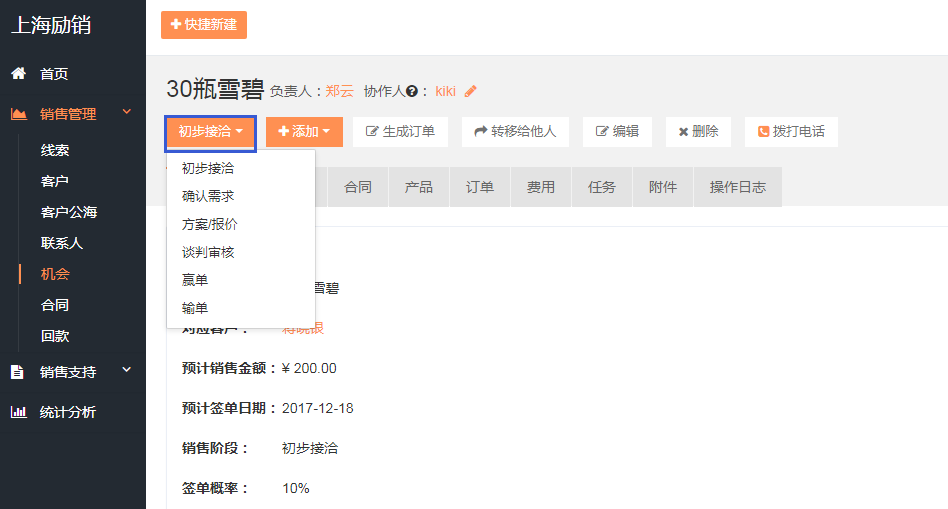 上海励销
快捷新建
首页
销售管理
线索
客户
客户公海
联系人
机会
合同
回款
销售支持
统计分析
30瓶雪碧 负责人：郑云 协作人?： kiki
初步接洽 添加 生成订单 转移给他人 编辑 删除 拨打电话
初步接洽
确认需求
方案/报价
谈判审核
赢单
输单
合同 产品 订单 费用 任务 附件 操作日志
雪碧
对应客户：
预计销售金额： ¥ 200.00
预计签单日期： 2017-12-18
销售阶段： 初步接洽
签单概率： 10%